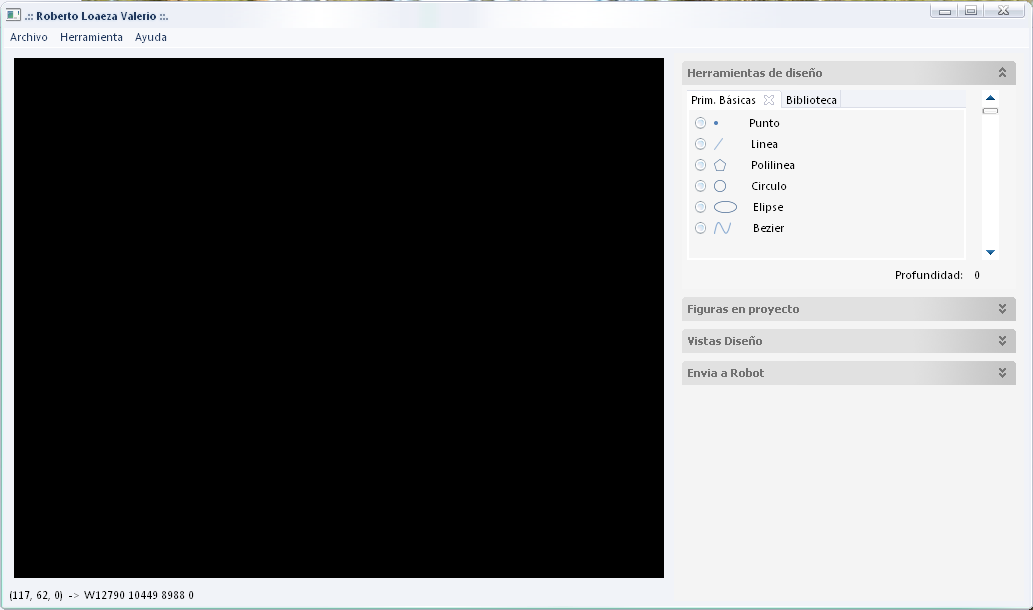 .:: Roberto Loaeza Valerio ::.
Archivo Herramienta Ayuda
Herramientas de diseño
Prim. Básicas Biblioteca
Punto
Linea
Polilinea
Circulo
Elipse
Bezier
Profundidad: 0
Figuras en proyecto
Vistas Diseño
Envia a Robot
(117, 62, 0) -> W12790 10449 8988 0